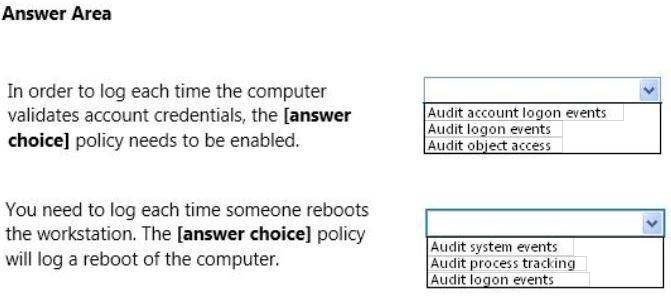 Answer Area
In order to log each time the computer
validates account credentials, the [answer
choice] policy needs to be enabled.
Audit account logon events
Audit logon events
Audit object access
You need to log each time someone reboots
the workstation. The [answer choice] policy
will log a reboot of the computer.
Audit system events
Audit process tracking
Audit logon events